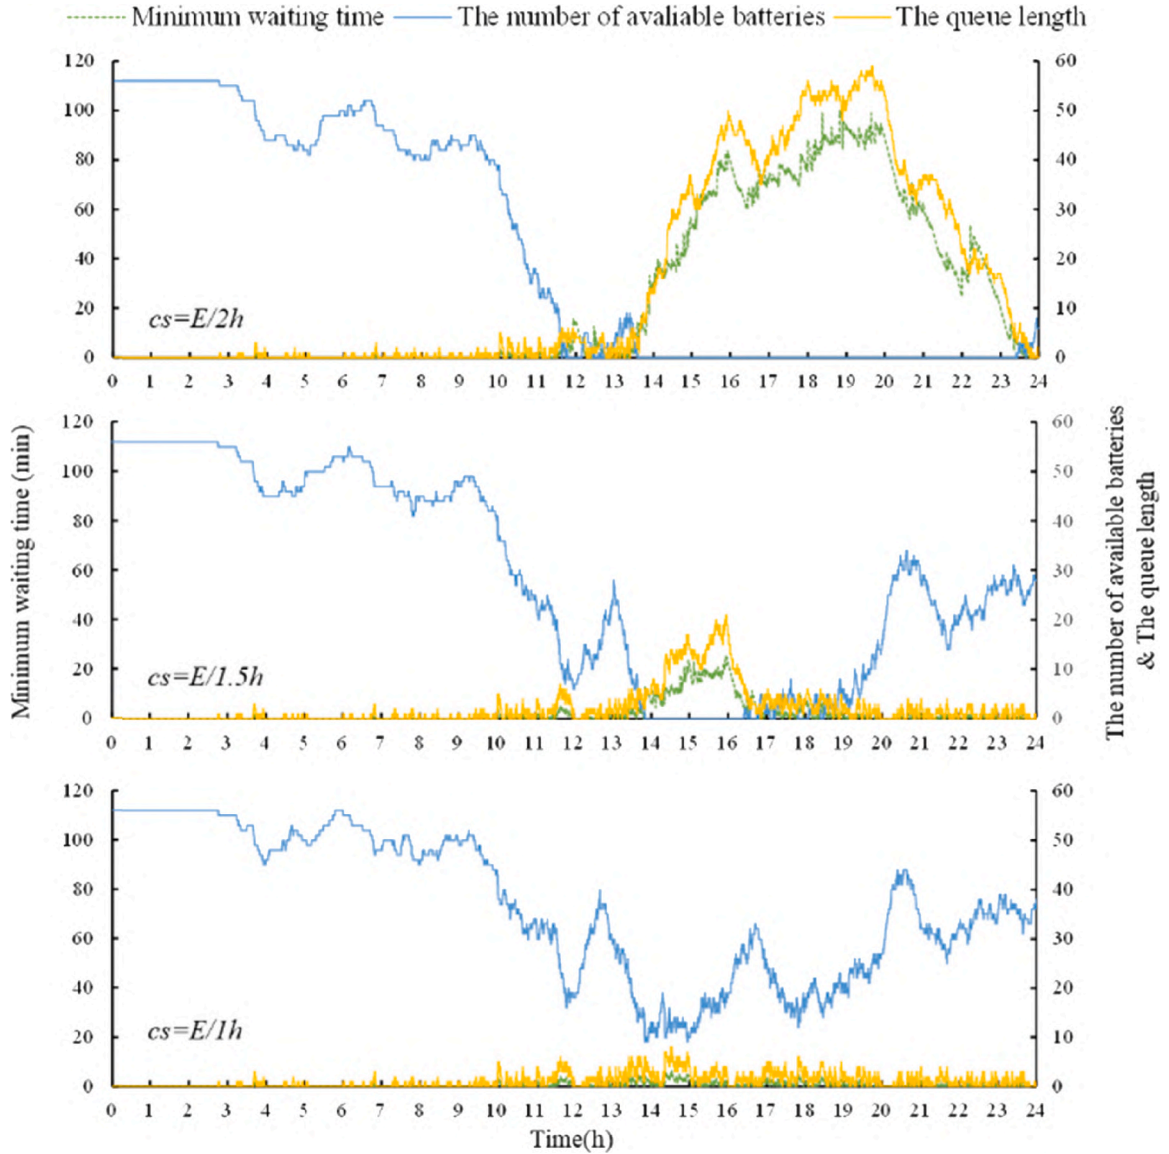 Minimum waiting time The number of avaliable batteries The queue length
120 60
100 50
80 40
60 30
40 20
20 10
cs=E/2h
0 0
0 1 2 3 4 5 6 7 8 9 10 11 12 13 14 15 16 17 18 19 20 21 22 23 24
120 60
100 50
80 40
60 30
40 20
20 10
cs=E/1.5h
0 0
0 1 2 3 4 5 6 7 8 9 10 11 12 13 14 15 16 17 18 19 20 21 22 23 24
Minimum waiting time (min)
The number of available batteries
& The queue length
120 60
100 50
80 40
60 30
40 20
20 10
cs=E/1h
0 0
0 1 2 3 4 5 6 7 8 9 10 11 12 13 14 15 16 17 18 19 20 21 22 23 24
Time(h)